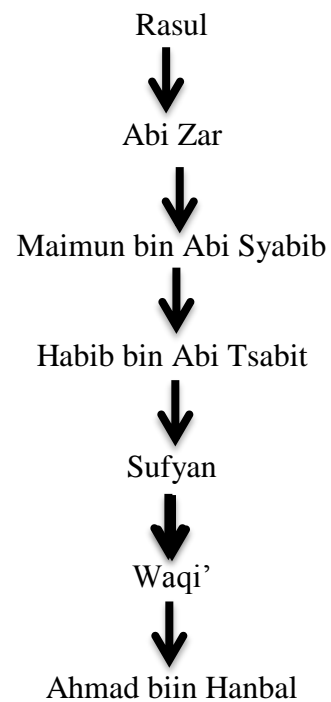 Rasul
Abi Zar
Maimun bin Abi Syabib
Habib bin Abi Tsabit
Sufyan
Waqi’
Ahmad biin Hanbal